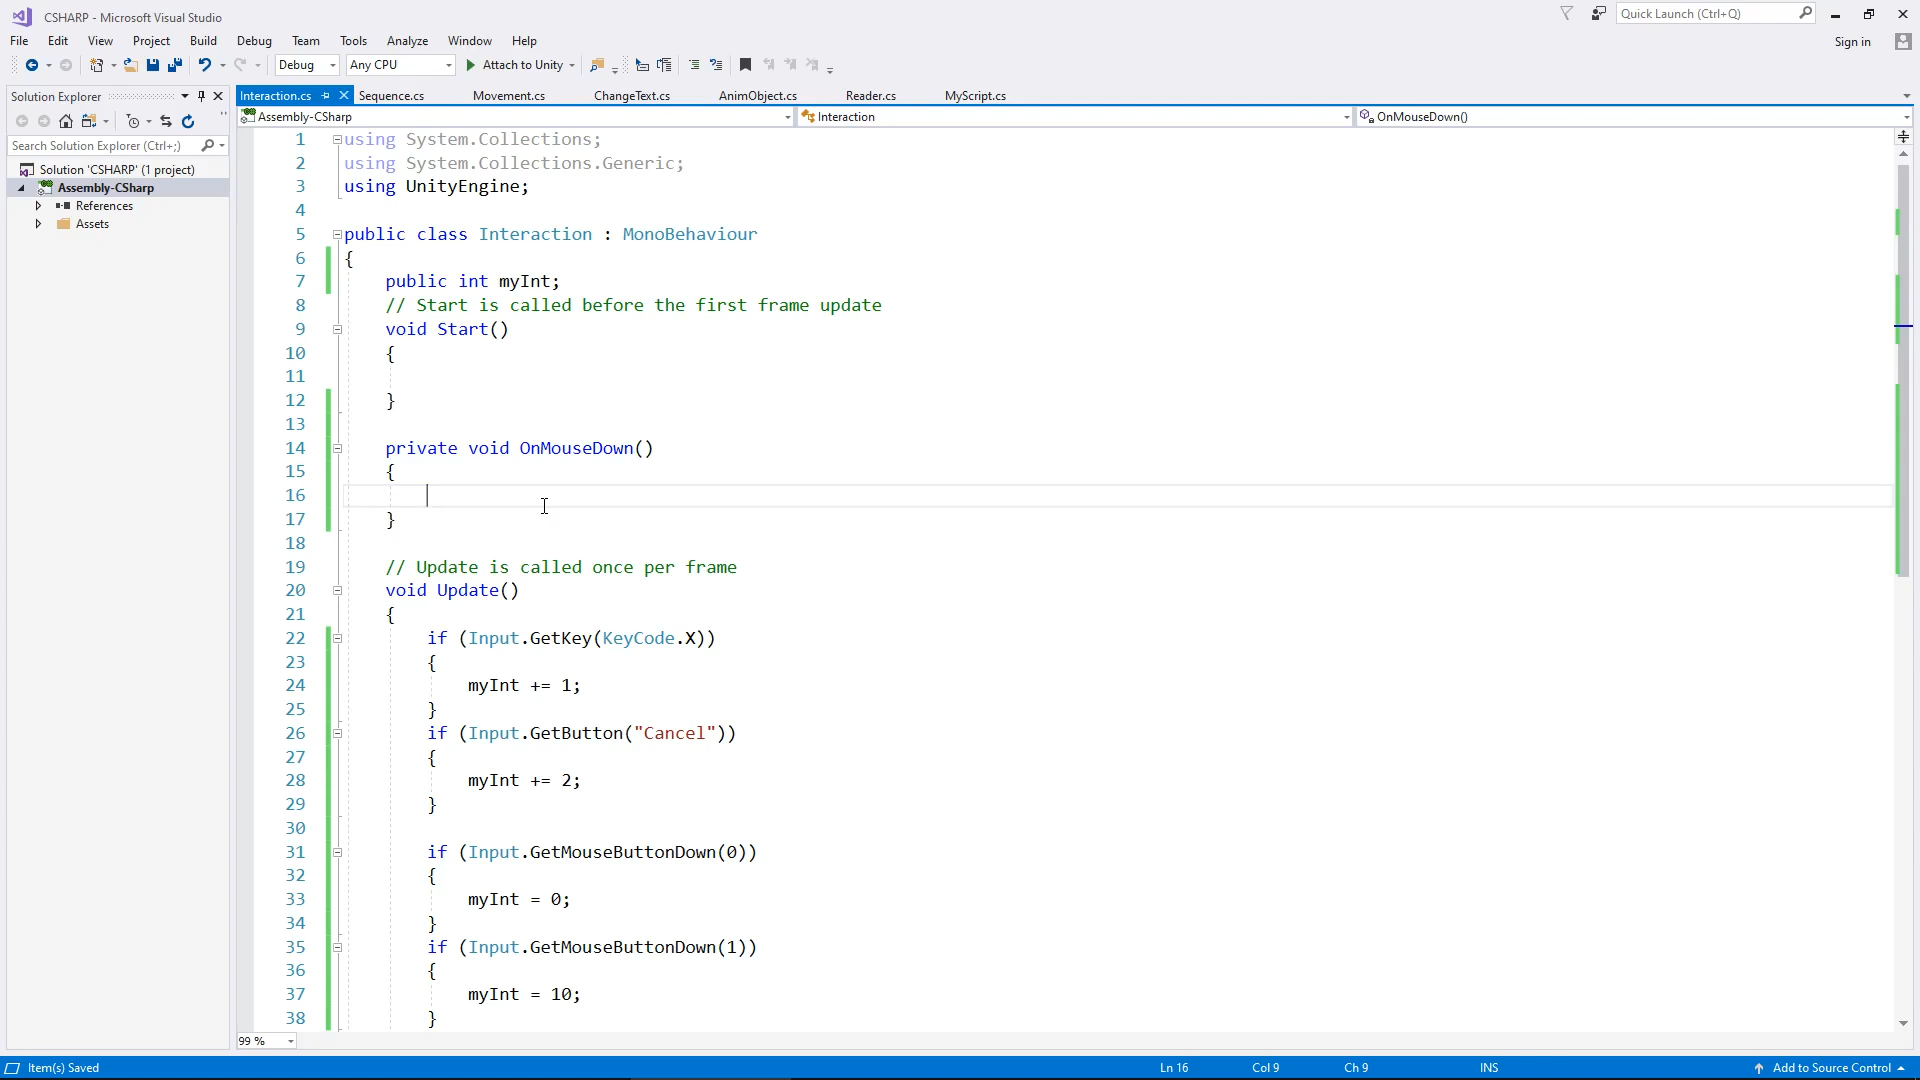 CSHARP - Microsoft Visual Studio
Quick Launch (Ctrl+Q)
File Edit View Project Build Debug Team Tools Analyze Window Help
Sign in
Debug Any CPU Attach to Unity
Solution Explorer
Interaction.cs Sequence.cs Movement.cs ChangeText.cs AnimObject.cs Reader.cs MyScript.cs
Assembly-CSharp Interaction OnMouseDown()
Search Solution Explorer (Ctrl+;)
Solution 'CSHARP' (1 project)
Assembly-CSharp
References
Assets
1 using System.Collections;
2 using System.Collections.Generic;
3 using UnityEngine;
4
5 public class Interaction : MonoBehaviour
6 {
7 public int myInt;
8 // Start is called before the first frame update
9 void Start()
10 {
11
12 }
13
14 private void OnMouseDown()
15 {
16
17 }
18
19 // Update is called once per frame
20 void Update()
21 {
22 if (Input.GetKey(KeyCode.X))
23 {
24 myInt += 1;
25 }
26 if (Input.GetButton("Cancel"))
27 {
28 myInt += 2;
29 }
30
31 if (Input.GetMouseButtonDown(0))
32 {
33 myInt = 0;
34 }
35 if (Input.GetMouseButtonDown(1))
36 {
37 myInt = 10;
38 }
99 %
Item(s) Saved Ln 16 Col 9 Ch 9 INS Add to Source Control